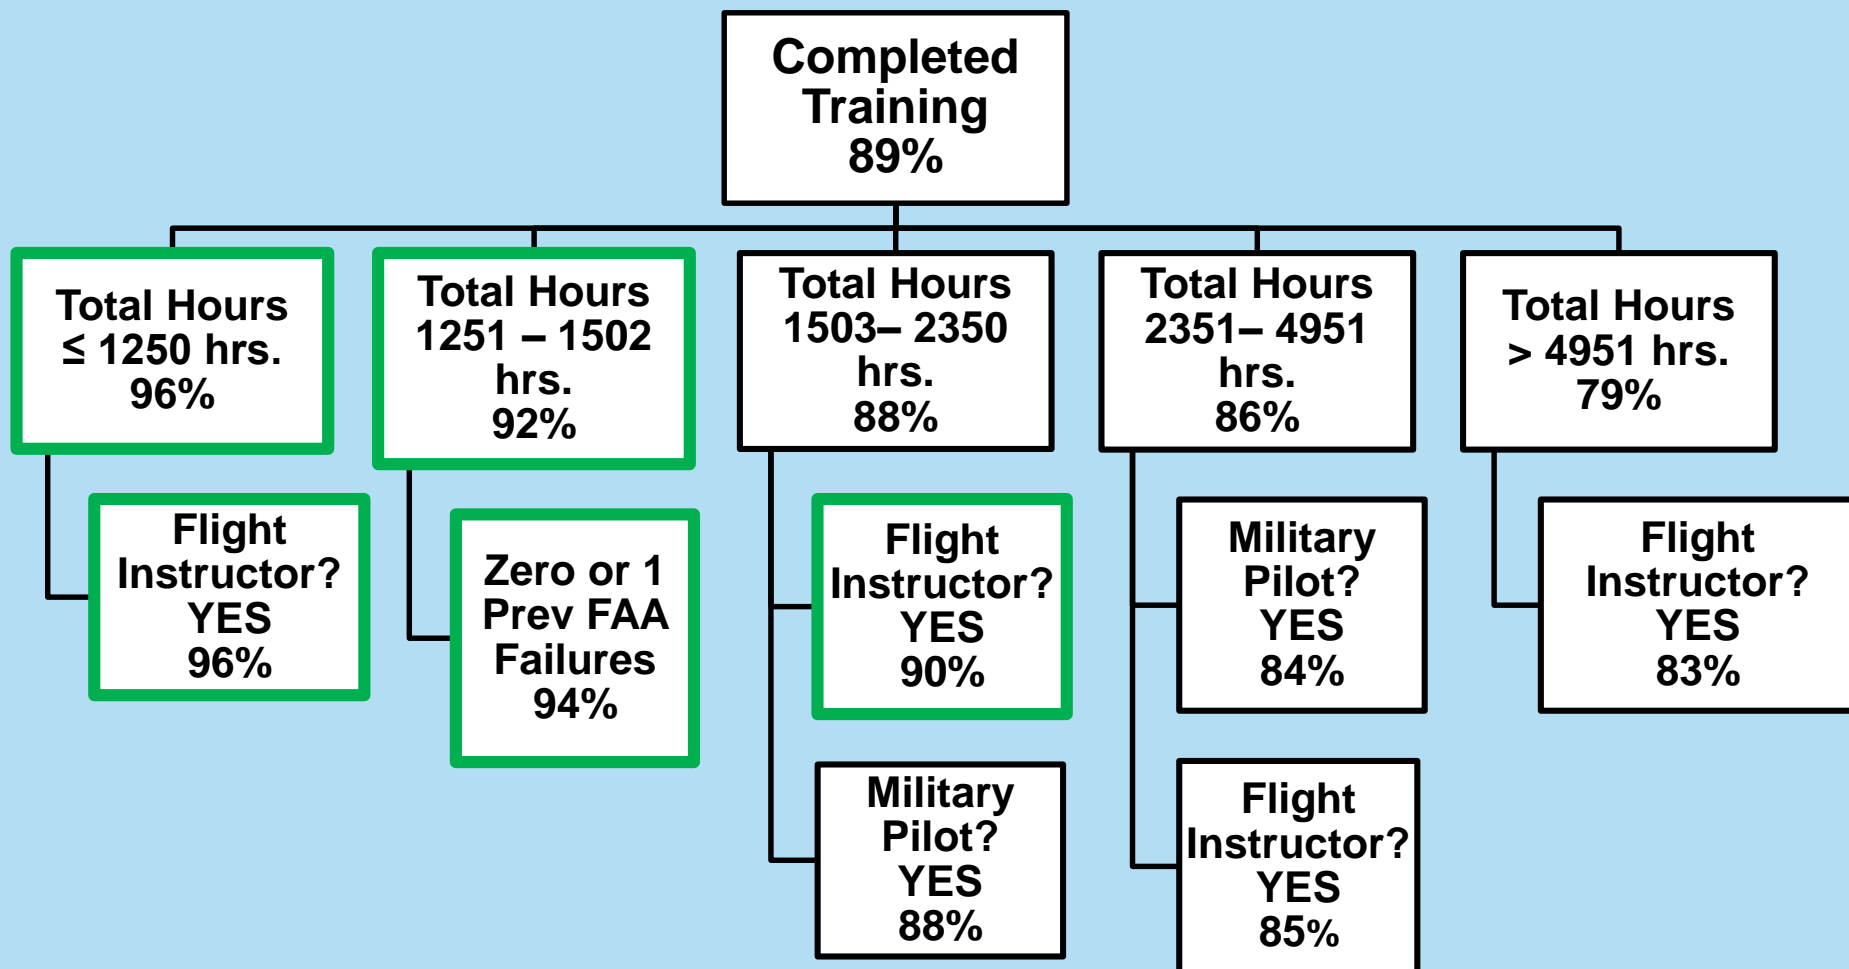 Completed
Training
89%
Total Hours
≤ 1250 hrs.
96%
Total Hours
1251 – 1502
hrs.
92%
Total Hours
1503– 2350
hrs.
88%
Total Hours
2351– 4951
hrs.
86%
Total Hours
> 4951 hrs.
79%
Flight
Instructor?
YES
96%
Zero or 1
Prev FAA
Failures
94%
Flight
Instructor?
YES
90%
Military
Pilot?
YES
88%
Military
Pilot?
YES
84%
Flight
Instructor?
YES
85%
Flight
Instructor?
YES
83%